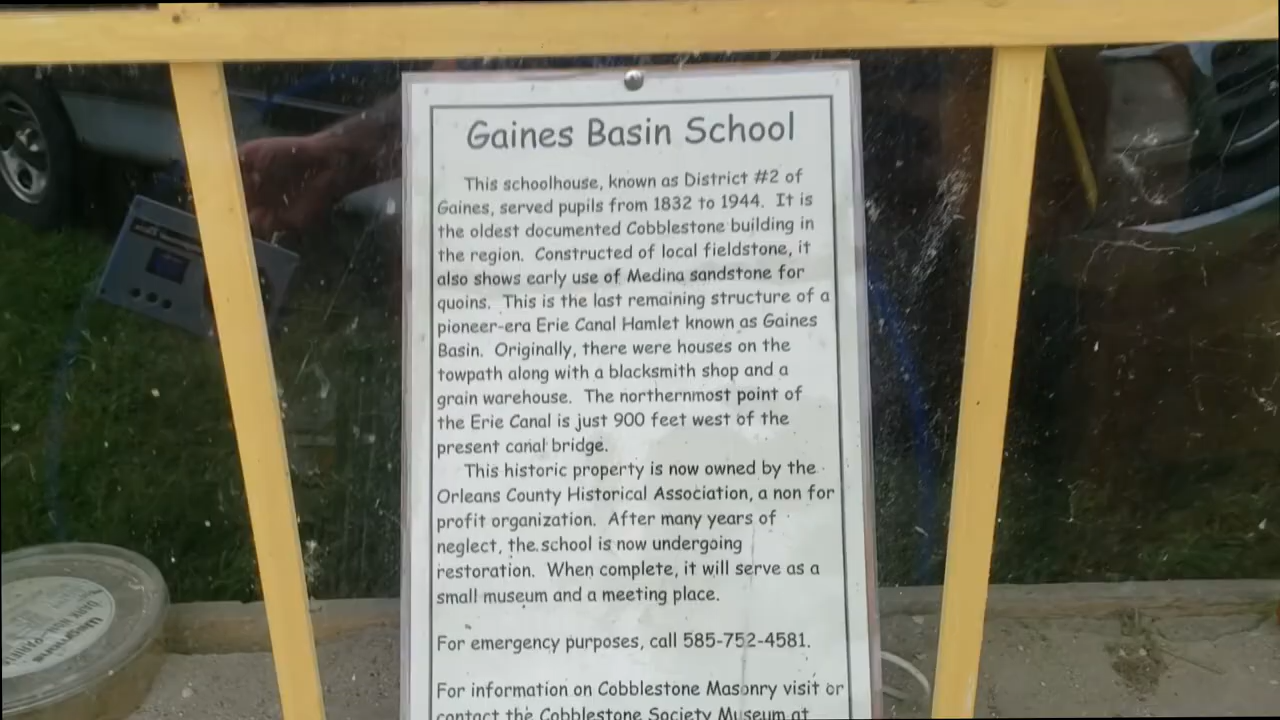 Gaines Basin School
This schoolhouse, known as District #2 of
Gaines, served pupils from 1832 to 1944. It is
the oldest documented Cobblestone building in
the region. Constructed of local fieldstone, it
also shows early use of Medina sandstone for
quoins. This is the last remaining structure of a
pioneer-era Erie Canal Hamlet known as Gaines
Basin. Originally, there were houses on the
towpath along with a blacksmith shop and a
grain warehouse. The northernmost point of
the Erie Canal is just 900 feet west of the
present canal bridge.
This historic property is now owned by the
Orleans County Historical Association, a non for
profit organization. After many years of
neglect, the school is now undergoing
restoration. When complete, it will serve as a
small museum and a meeting place.
For emergency purposes, call 585-752-4581.
For information on Cobblestone Masonry visit or
contact the Cobblestone Society Museum at